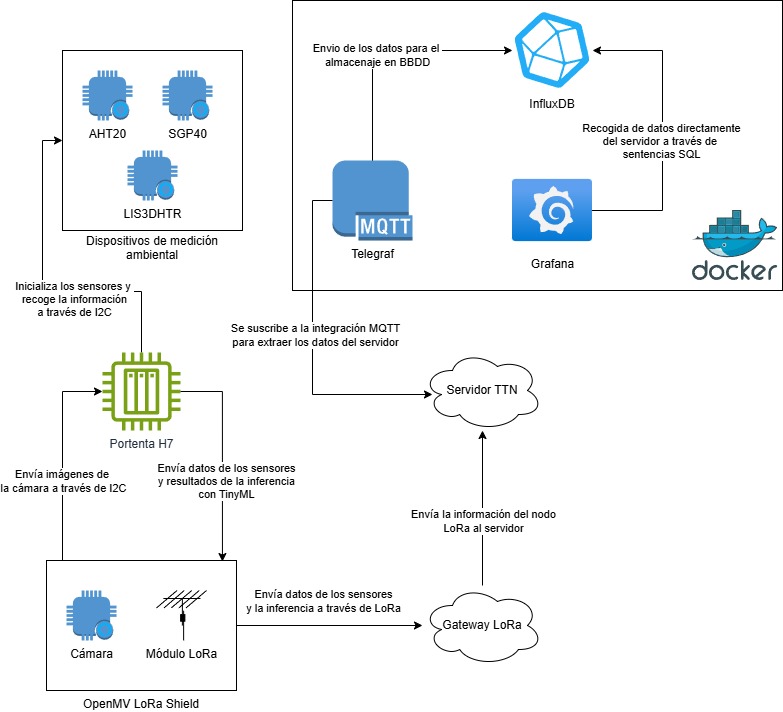 Envio de los datos para el
almacenaje en BBDD
InfluxDB
AHT20
SGP40
LIS3DHTR
Dispositivos de medición
ambiental
Recogida de datos directamente
del servidor a través de
sentencias SQL
MQTT
Telegraf
Grafana
docker
Inicializa los sensores y
recoge la información
a través de I2C
Se suscribe a la integración MQTT
para extraer los datos del servidor
Servidor TTN
Portenta H7
Envía imágenes de
la cámara a través de I2C
Envía datos de los sensores
y resultados de la inferencia
con TinyML
Envía la información del nodo
LoRa al servidor
Envía datos de los sensores
y la inferencia a través de LoRa
Gateway LoRa
Cámara
Módulo LoRa
OpenMV LoRa Shield